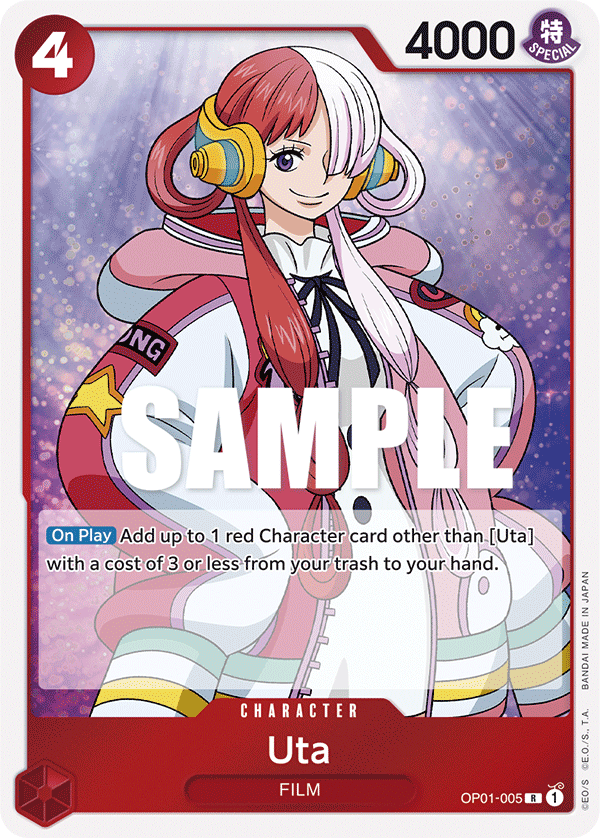 4
4000
特
SPECIAL
ONG
SAMPLE
On Play Add up to 1 red Character card other than [Uta]
with a cost of 3 or less from your trash to your hand.
CHARACTER
Uta
FILM
OP01-005 R 1
©E.O/S ©E.O./S., T.A. BANDAI MADE IN JAPAN